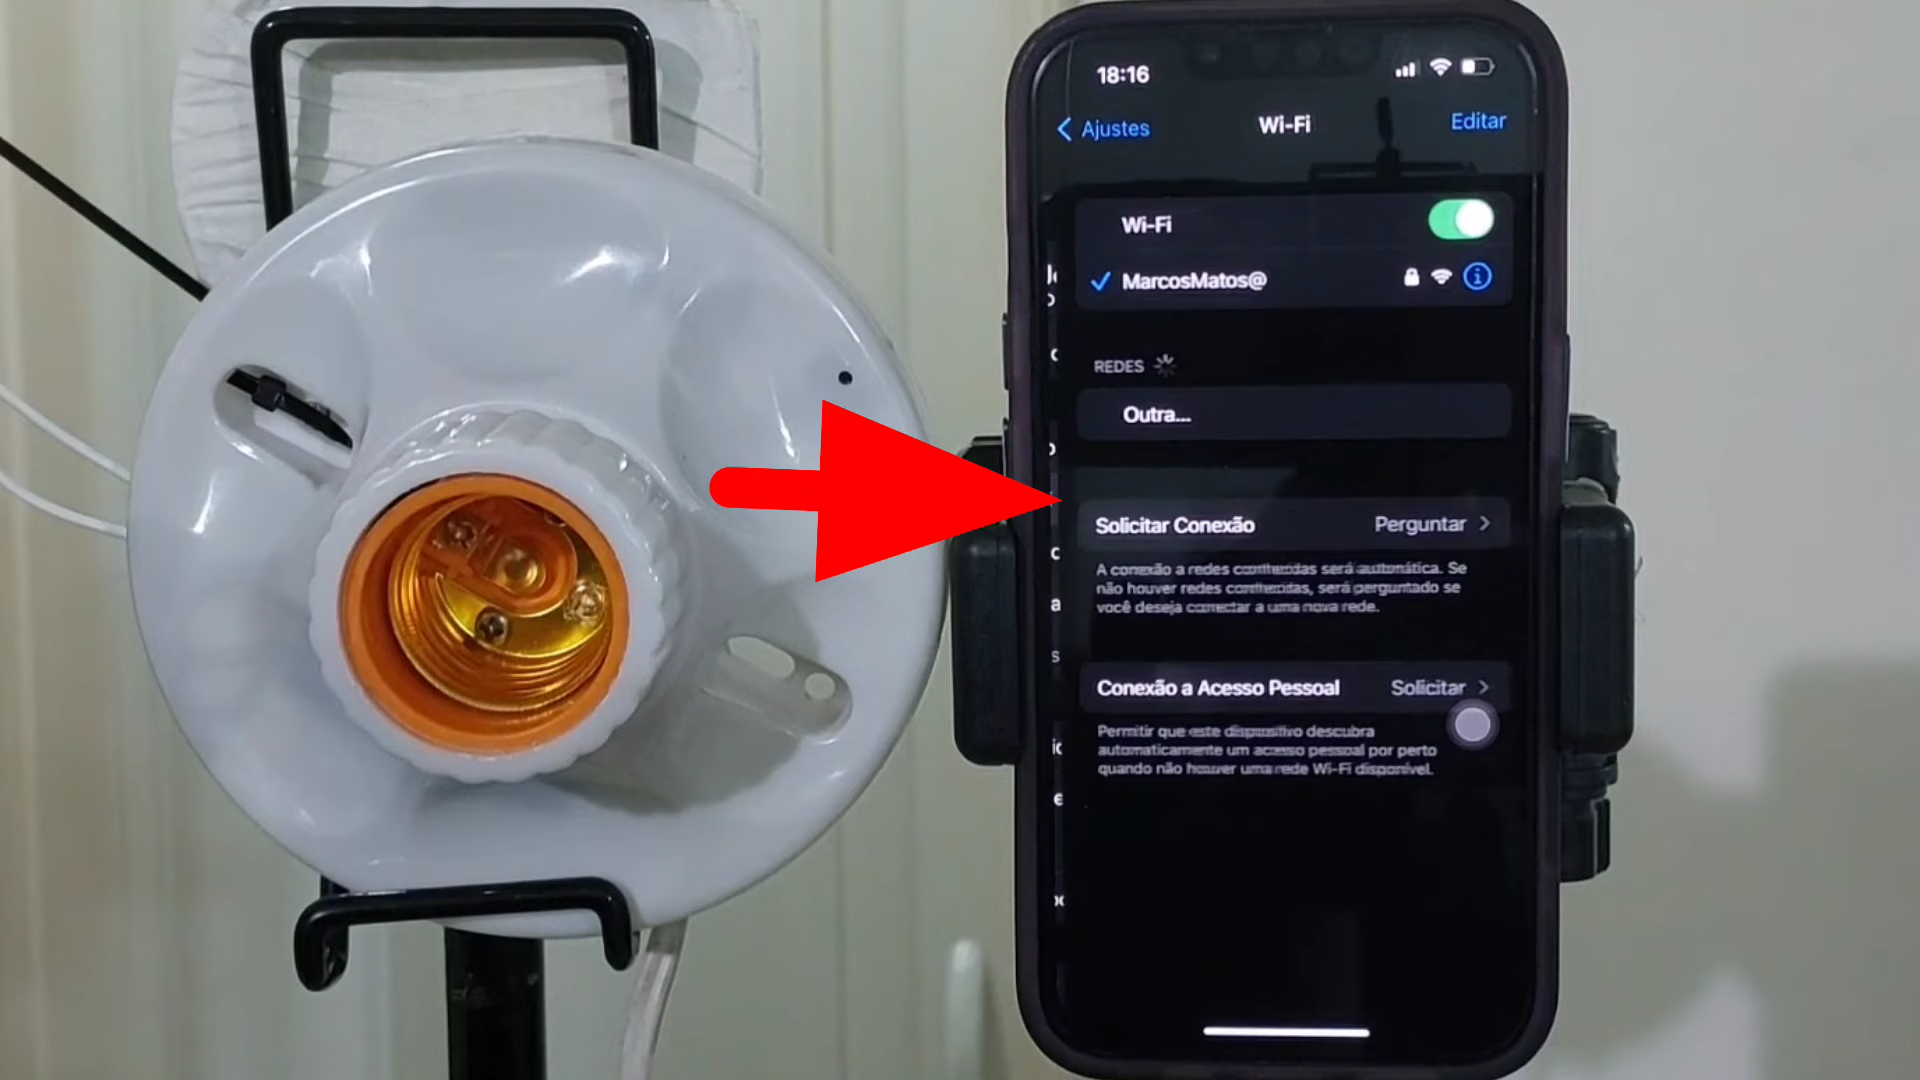 18:16
Ajustes
Wi-Fi
Editar
Wi-Fi
MarcosMatos@
REDES
Outra...
Solicitar Conexão
Perguntar
A conexão a redes conhecidas será automática. Se
não houver redes conhecidas, será perguntado se
você deseja conectar a uma nova rede.
Conexão a Acesso Pessoal
Solicitar
Permitir que este dispositivo descubra
automaticamente um acesso pessoal por perto
quando não houver uma rede Wi-Fi disponível.